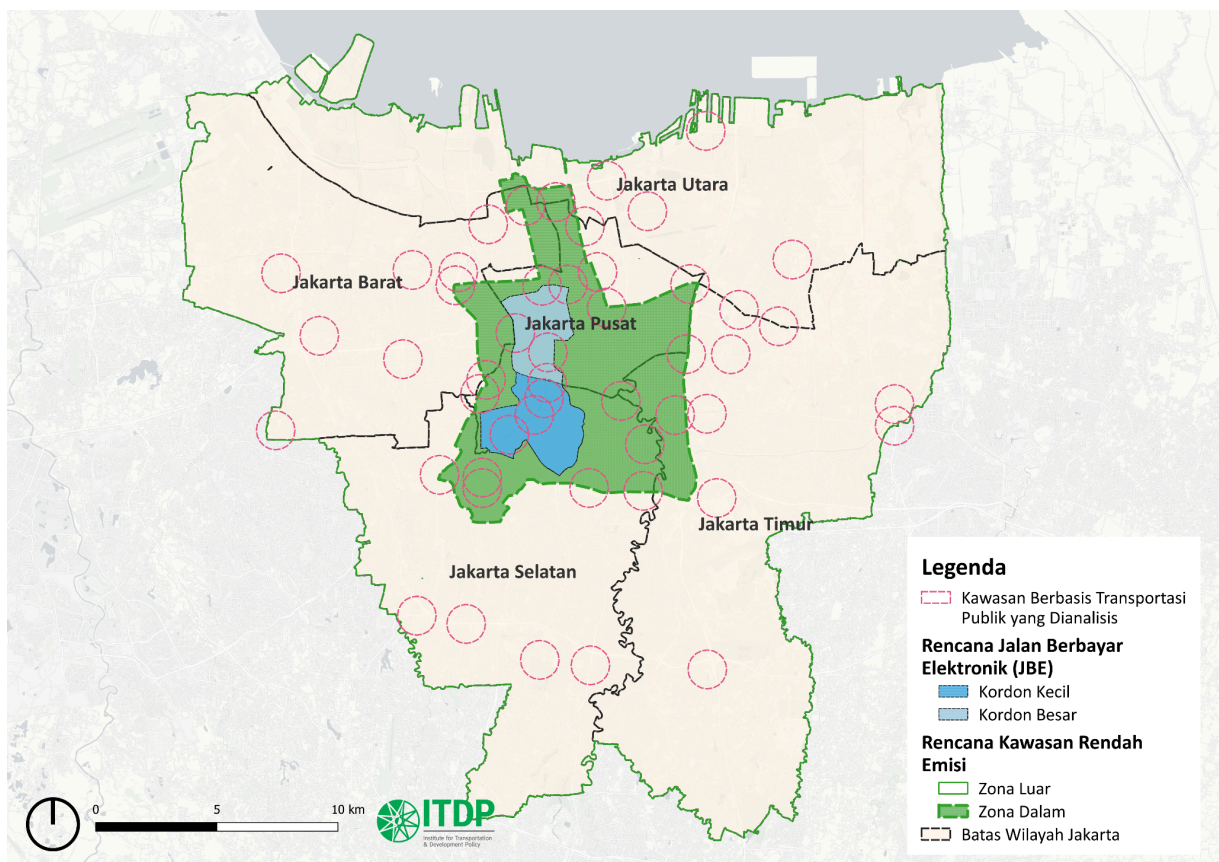 Jakarta Utara
Jakarta Barat
Jakarta Pusat
Jakarta Timur
Jakarta Selatan
Legenda
Kawasan Berbasis Transportasi
Publik yang Dianalisis
Rencana Jalan Berbayar
Elektronik (JBE)
Kordon Kecil
Kordon Besar
Rencana Kawasan Rendah
Emisi
Zona Luar
Zona Dalam
Batas Wilayah Jakarta
0 5 10 km
ITDP
Institute for Transportation
& Development Policy